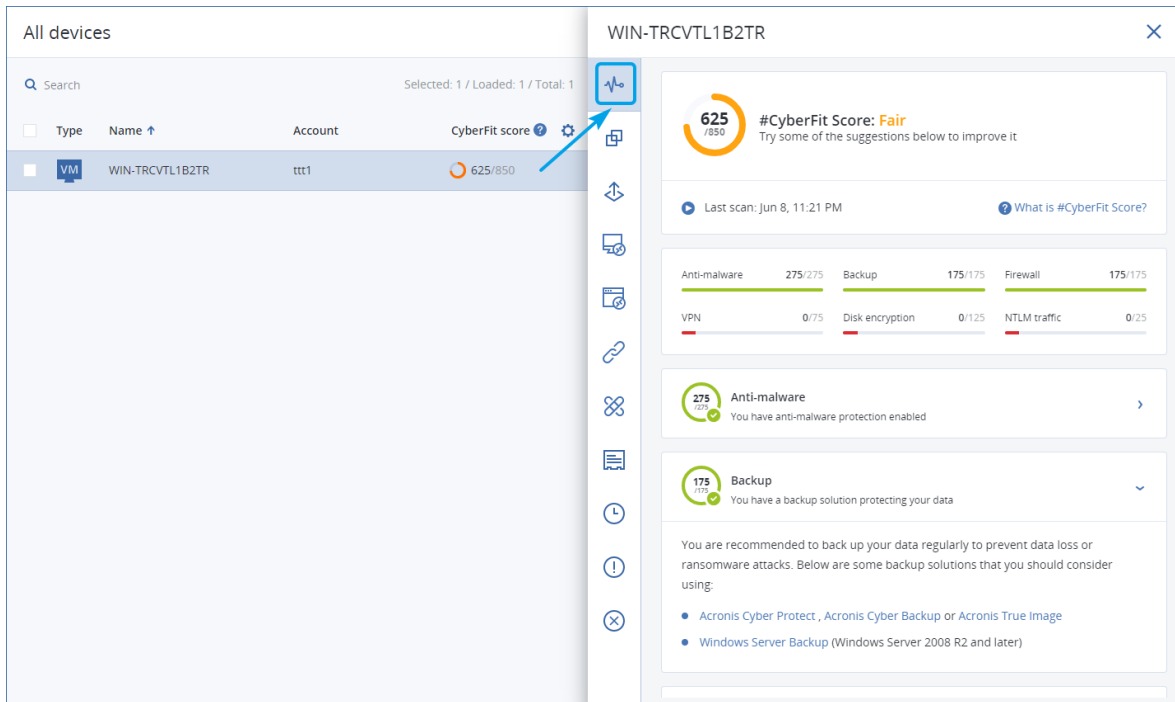 All devices
Search
Selected: 1 / Loaded: 1 / Total: 1
Type Name Account CyberFit score
VM WIN-TRCVTL1B2TR ttt1 625/850
WIN-TRCVTL1B2TR
625
/850
#CyberFit Score: Fair
Try some of the suggestions below to improve it
Last scan: Jun 8, 11:21 PM
What is #CyberFit Score?
Anti-malware 275/275 Backup 175/175 Firewall 175/175
VPN 0/75 Disk encryption 0/125 NTLM traffic 0/25
275
/275
Anti-malware
You have anti-malware protection enabled
175
/175
Backup
You have a backup solution protecting your data
You are recommended to back up your data regularly to prevent data loss or
ransomware attacks. Below are some backup solutions that you should consider
using:
Acronis Cyber Protect , Acronis Cyber Backup or Acronis True Image
Windows Server Backup (Windows Server 2008 R2 and later)